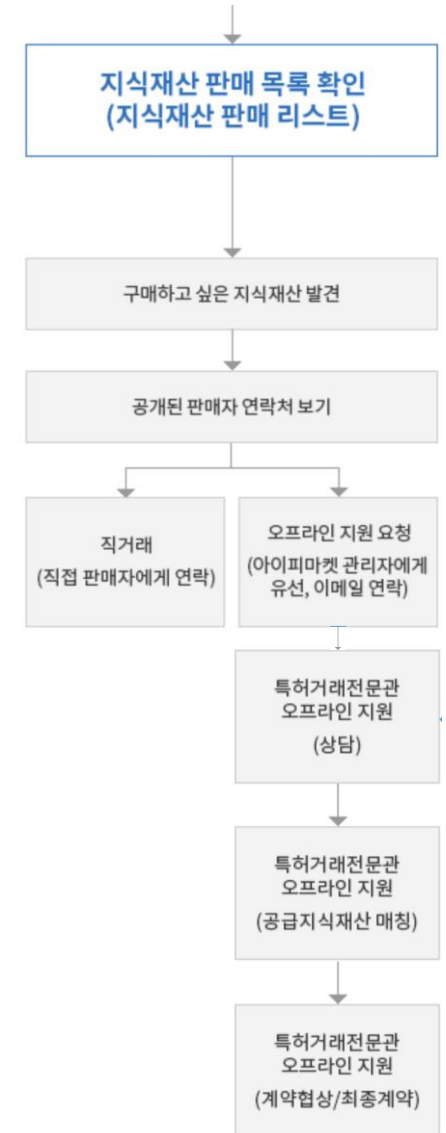 지식재산 판매 목록 확인
(지식재산 판매 리스트)
구매하고 싶은 지식재산 발견
공개된 판매자 연락처 보기
직거래
(직접 판매자에게 연락)
오프라인 지원 요청
(아이피마켓 관리자에게
유선, 이메일 연락)
특허거래전문관
오프라인 지원
(상담)
특허거래전문관
오프라인 지원
(공급지식재산 매칭)
특허거래전문관
오프라인 지원
(계약협상/최종계약)